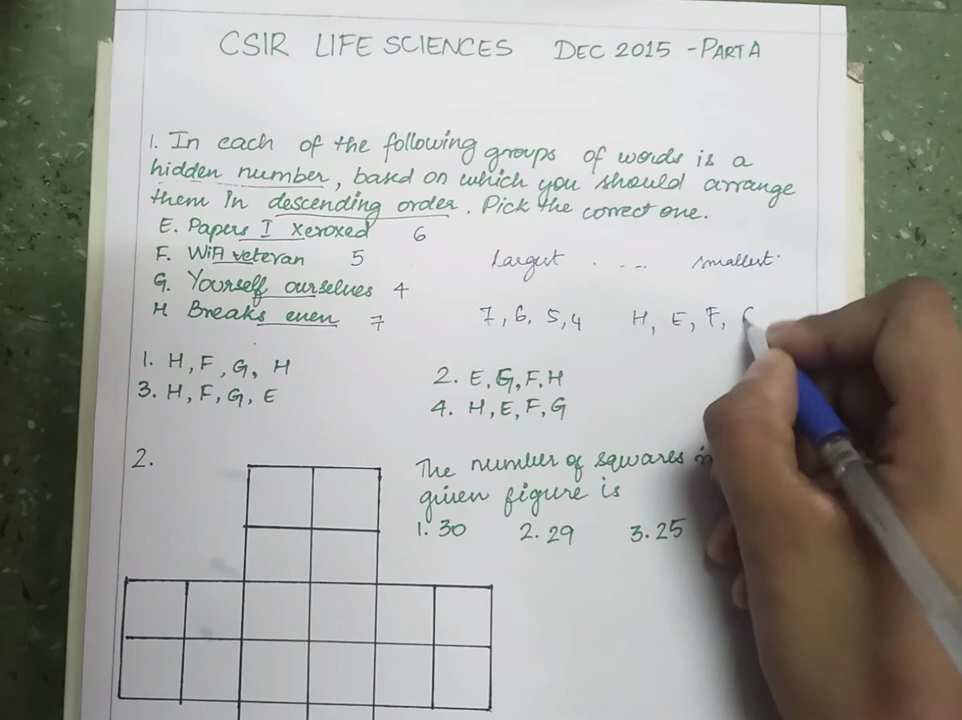 CSIR LIFE SCIENCES DEC 2015 - PART A
1. In each of the following groups of words is a
hidden number, based on which you should arrange
them in descending order. Pick the correct one.
E. Papers I xeroxed 6
F. Wifi veteran 5 largest . ... smallest.
G. Yourself ourselves 4
H Breaks even 7 7, 6, 5, 4 H, E, F,
1. H, F, G, H 2. E, G, F, H
3. H, F, G, E 4. H, E, F, G
2. The number of squares
given figure is
1. 30 2. 29 3. 25